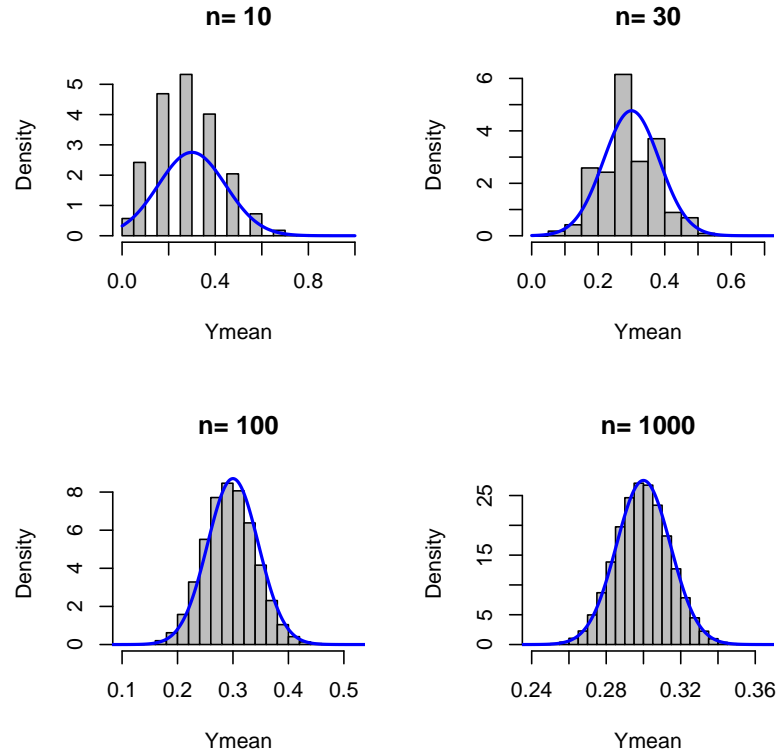 n= 10
Density
0 1 2 3 4 5
0.0 0.4 0.8
Ymean
n= 30
Density
0 2 4 6
0.0 0.2 0.4 0.6
Ymean
n= 100
Density
0 2 4 6 8
0.1 0.2 0.3 0.4 0.5
Ymean
n= 1000
Density
0 5 15 25
0.24 0.28 0.32 0.36
Ymean